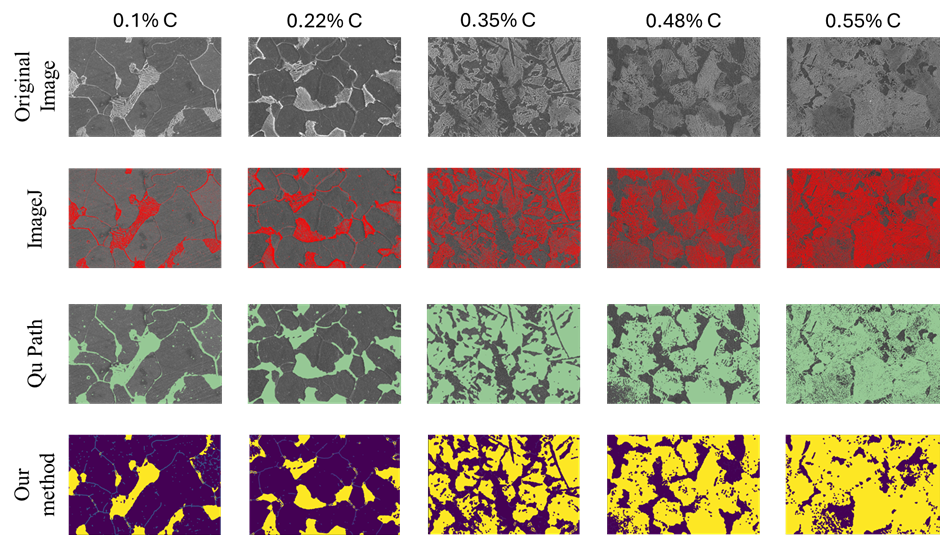 0.1% C 0.22% C 0.35% C 0.48% C 0.55% C
Original
Image
ImageJ
Qu Path
Our
method